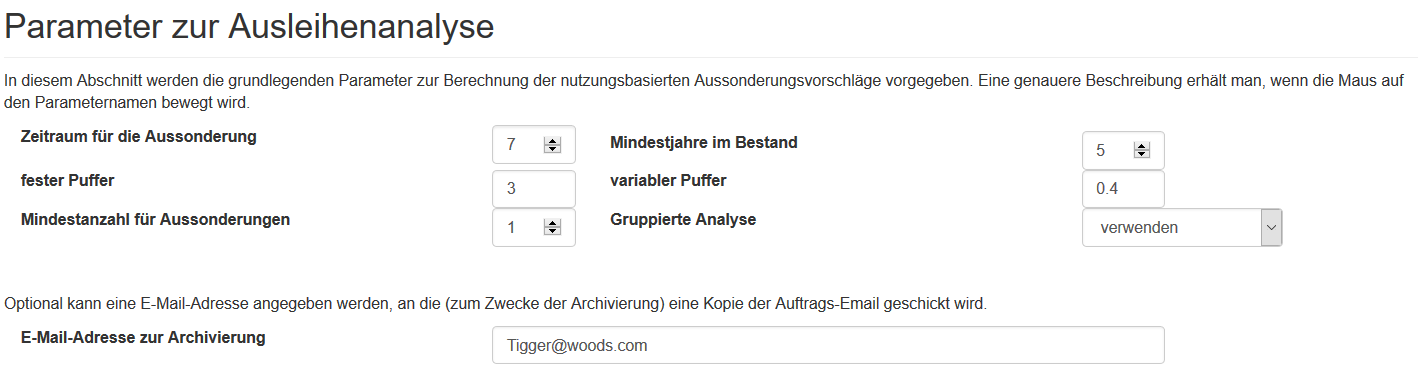 Parameter zur Ausleihenanalyse
In diesem Abschnitt werden die grundlegenden Parameter zur Berechnung der nutzungsbasierten Aussonderungsvorschläge vorgegeben. Eine genauere Beschreibung erhält man, wenn die Maus auf
den Parameternamen bewegt wird.
Zeitraum für die Aussonderung 7 Mindestjahre im Bestand 5
fester Puffer 3 variabler Puffer 0.4
Mindestanzahl für Aussonderungen 1 Gruppierte Analyse verwenden
Optional kann eine E-Mail-Adresse angegeben werden, an die (zum Zwecke der Archivierung) eine Kopie der Auftrags-Email geschickt wird.
E-Mail-Adresse zur Archivierung Tigger@woods.com